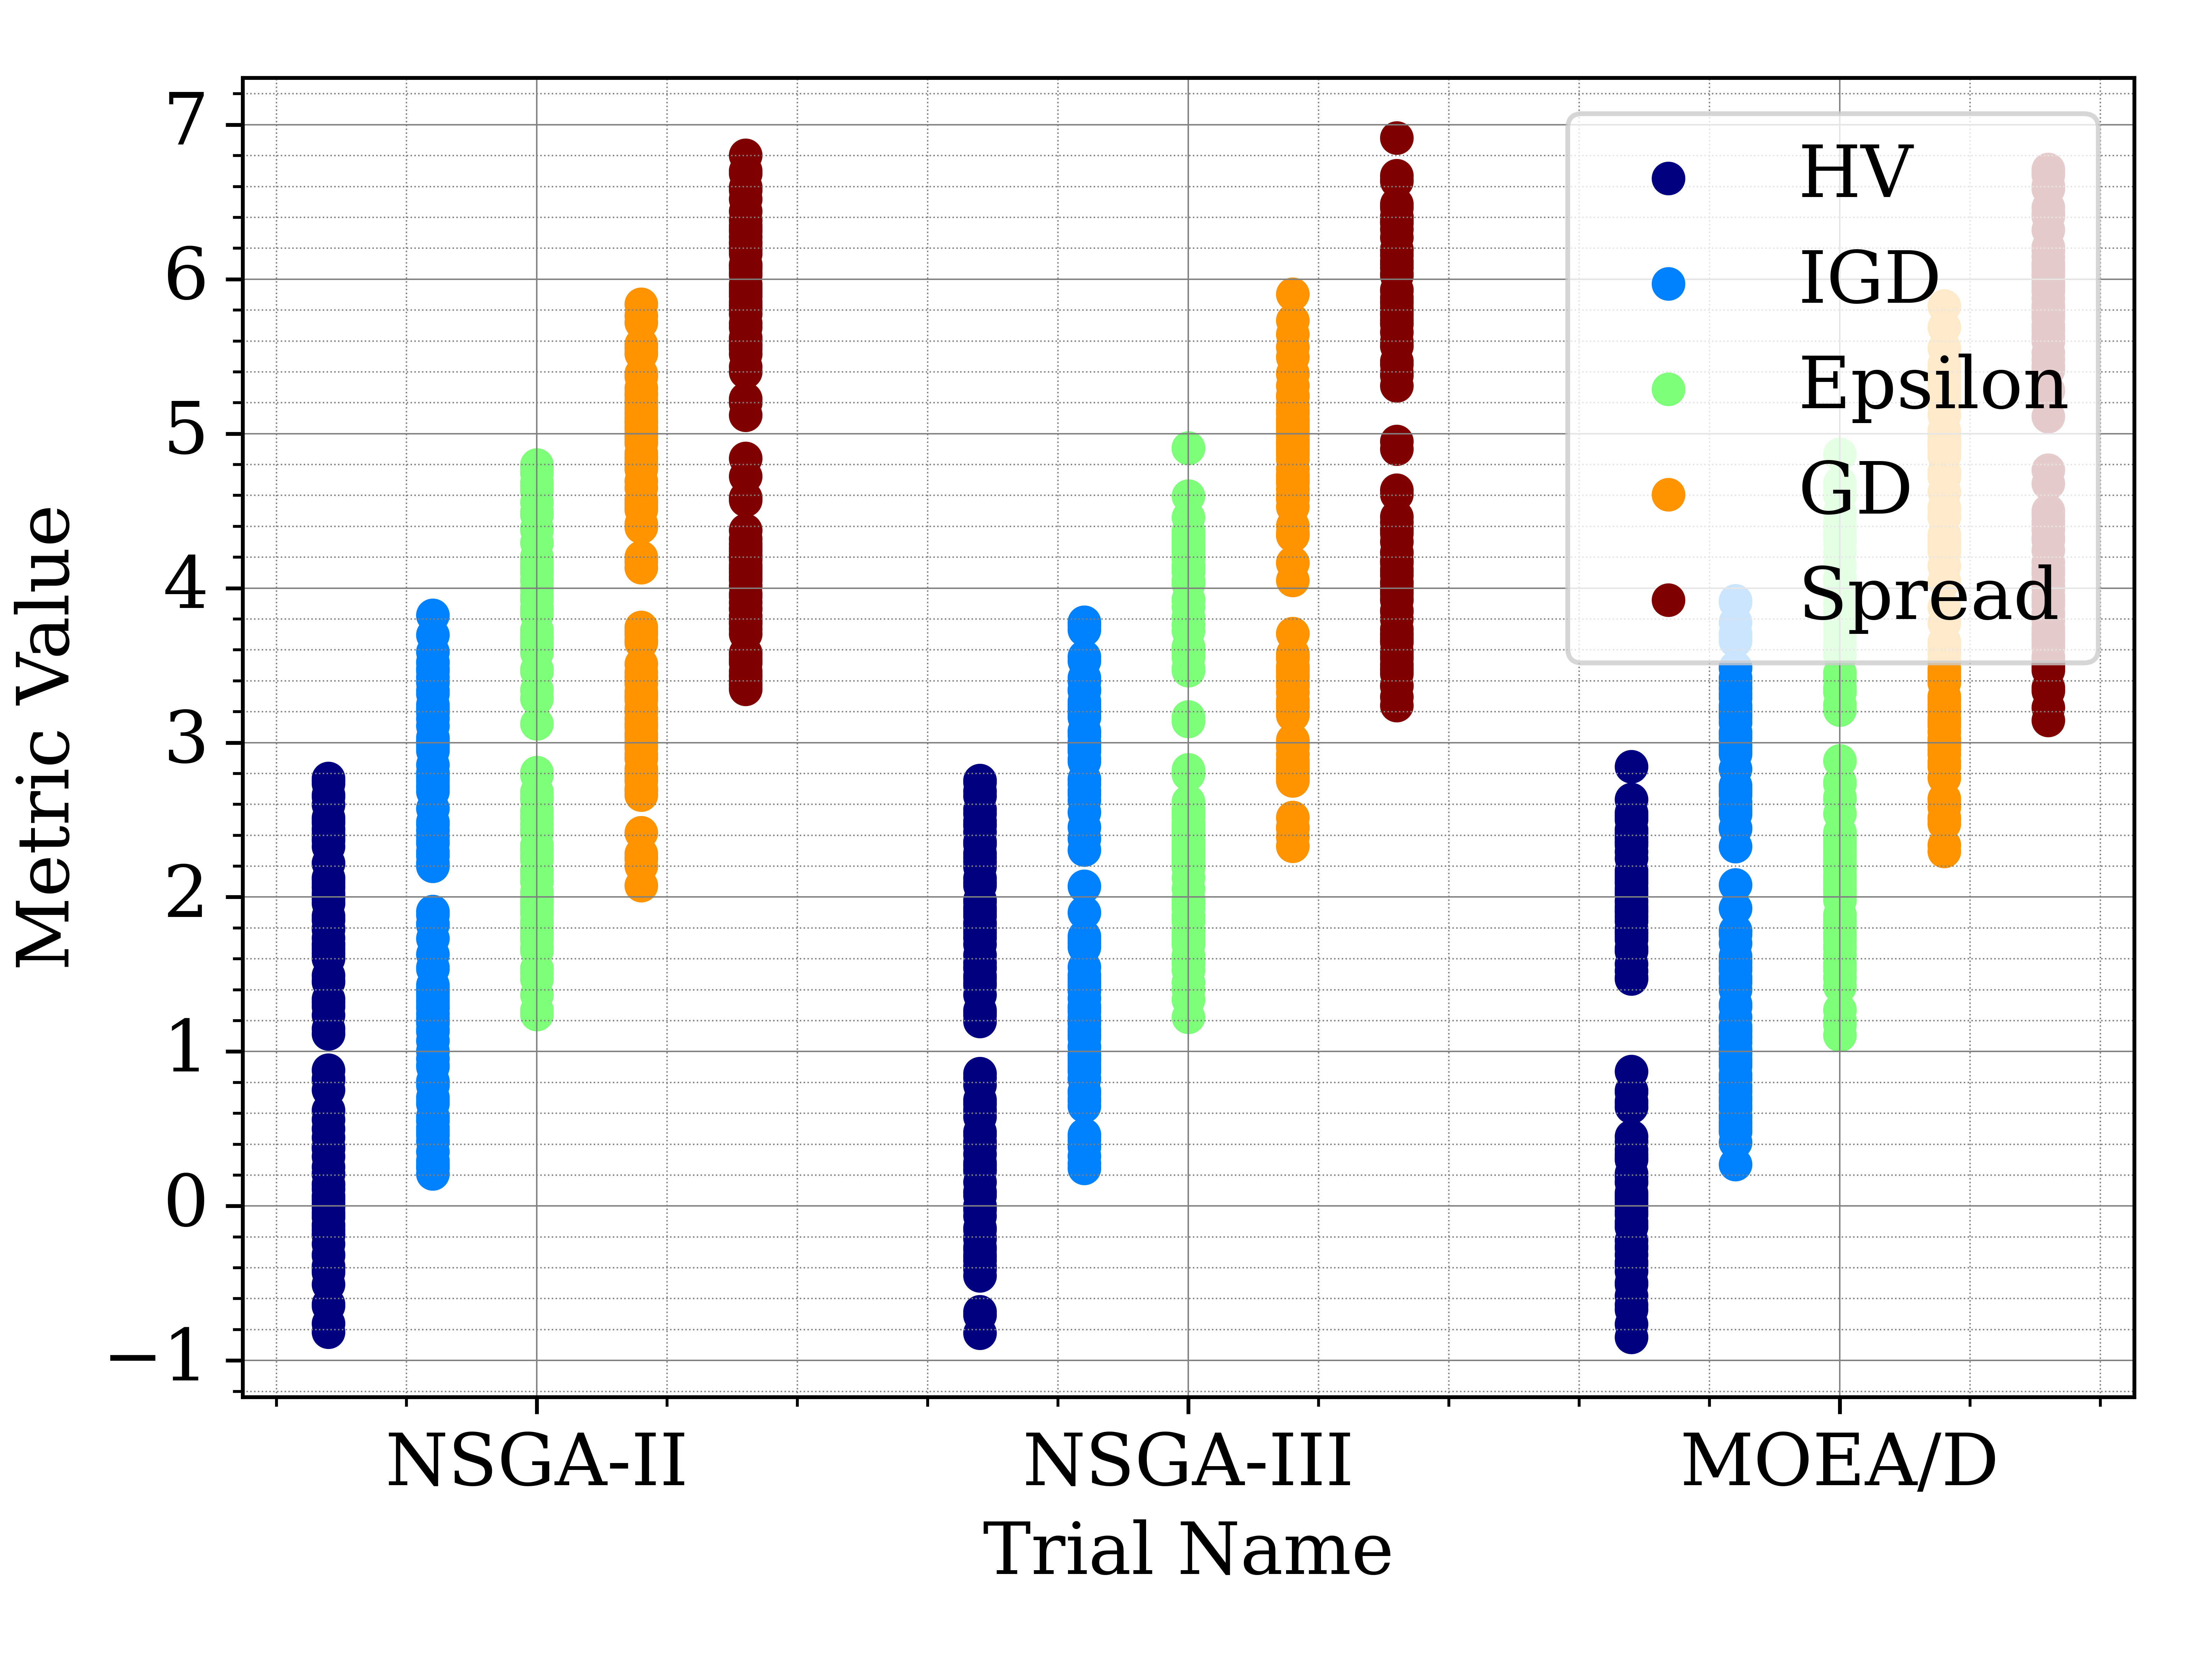 Metric Value
7
6
5
4
3
2
1
0
−1
HV
IGD
Epsilon
GD
Spread
NSGA-II NSGA-III MOEA/D
Trial Name